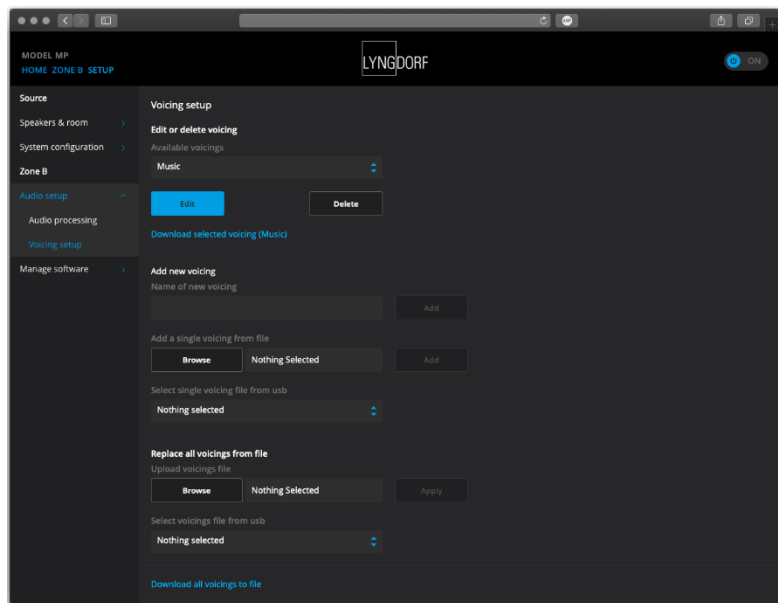 MODEL MP
HOME ZONE B SETUP
LYNGDORF
ON
Source
Speakers & room
System configuration
Zone B
Audio setup
Audio processing
Voicing setup
Manage software
Voicing setup
Edit or delete voicing
Available voicings
Music
Edit Delete
Download selected voicing (Music)
Add new voicing
Name of new voicing
Add
Add a single voicing from file
Browse Nothing Selected Add
Select single voicing file from usb
Nothing selected
Replace all voicings from file
Upload voicings file
Browse Nothing Selected Apply
Select voicings file from usb
Nothing selected
Download all voicings to file